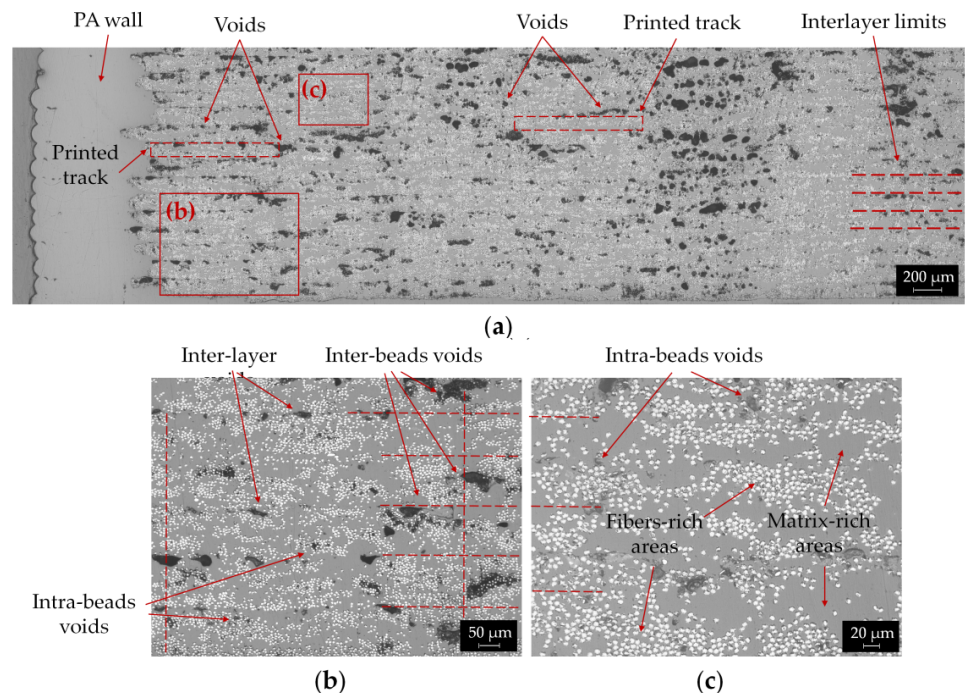 PA wall
Voids
Voids
Printed track
Interlayer limits
(c)
Printed
track
(b)
200 µm
(a)
Inter-layer
Inter-beads voids
Intra-beads voids
Fibers-rich
areas
Matrix-rich
areas
Intra-beads
voids
50 µm
20 µm
(b)
(c)